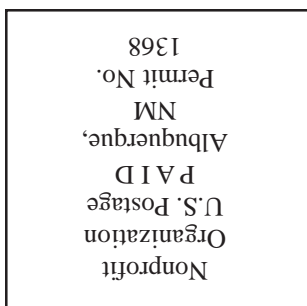 Nonprofit
Organization
U.S. Postage
P A I D
Albuquerque,
NM
Permit No.
1368